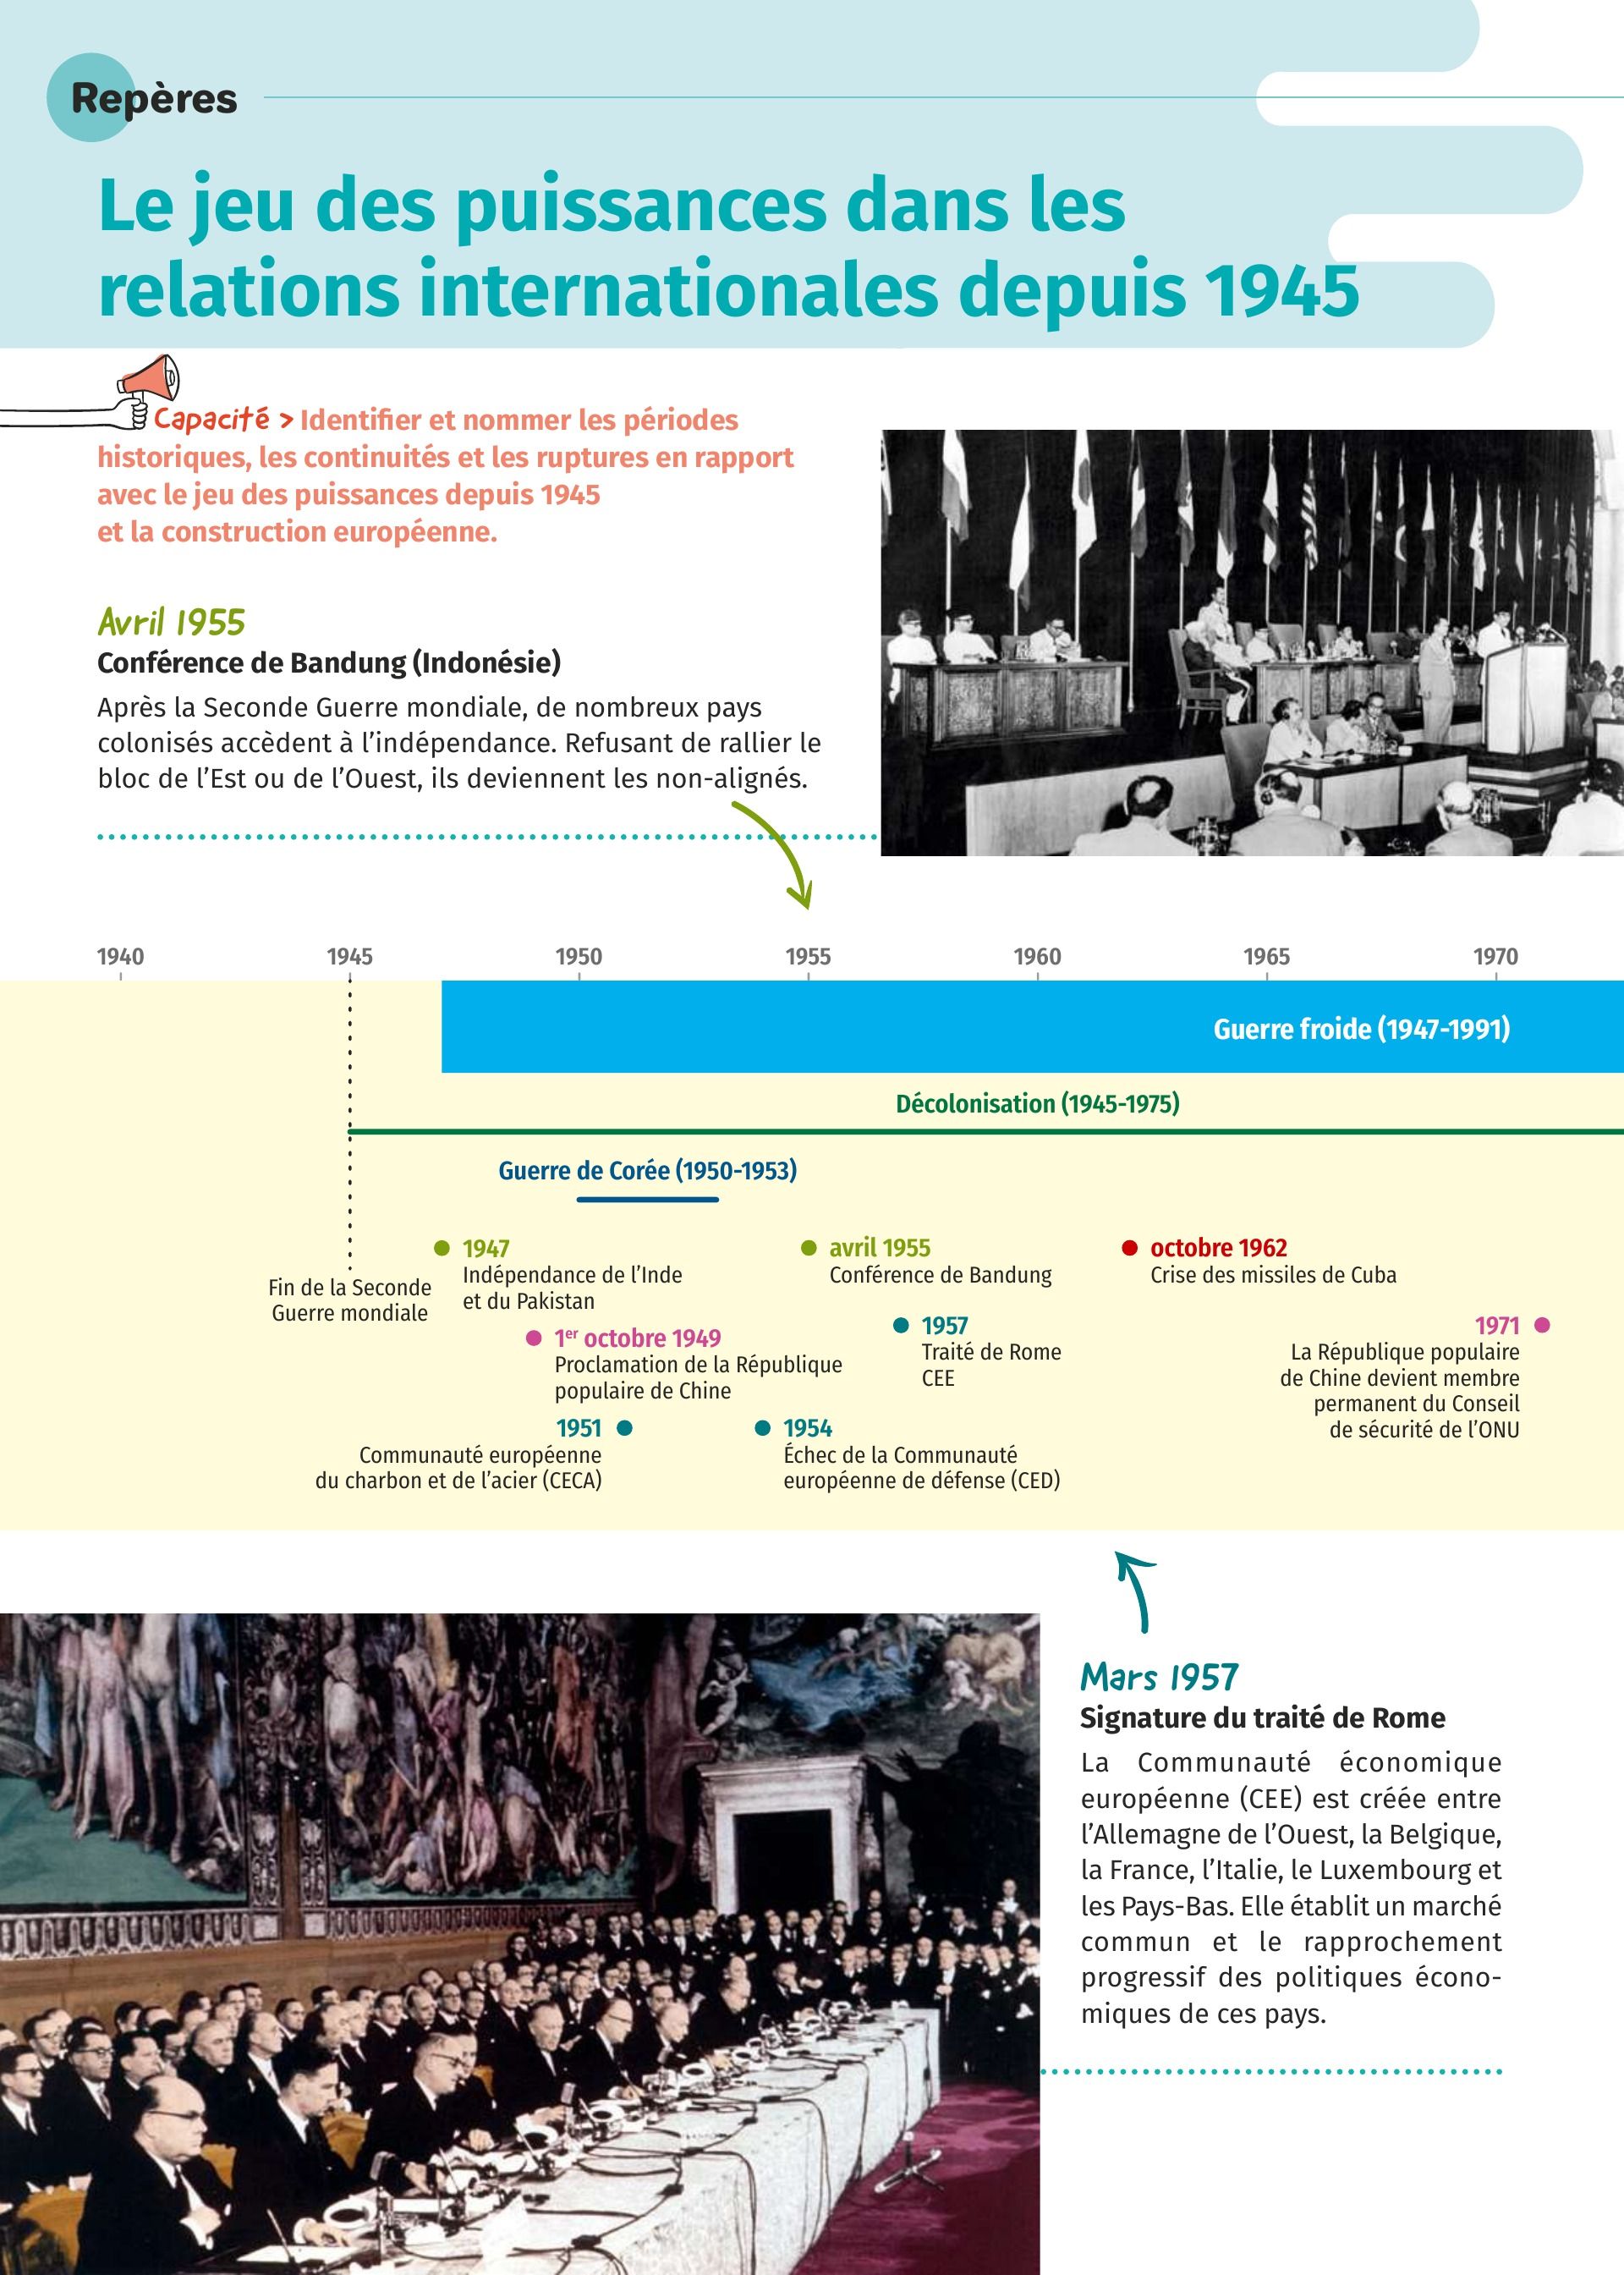 Repères
Le jeu des puissances dans les
relations internationales depuis 1945
Capacité > Identifier et nommer les périodes
historiques, les continuités et les ruptures en rapport
avec le jeu des puissances depuis 1945
et la construction européenne.
Avril 1955
Conférence de Bandung (Indonésie)
Après la Seconde Guerre mondiale, de nombreux pays
colonisés accèdent à l’indépendance. Refusant de rallier le
bloc de l’Est ou de l’Ouest, ils deviennent les non-alignés.
1940 1945 1950 1955 1960 1965 1970
Guerre froide (1947-1991)
Décolonisation (1945-1975)
Guerre de Corée (1950-1953)
Fin de la Seconde
Guerre mondiale
1947
Indépendance de l’Inde
et du Pakistan
avril 1955
Conférence de Bandung
octobre 1962
Crise des missiles de Cuba
1er octobre 1949
Proclamation de la République
populaire de Chine
1957
Traité de Rome
CEE
1971
La République populaire
de Chine devient membre
permanent du Conseil
de sécurité de l’ONU
1951
Communauté européenne
du charbon et de l’acier (CECA)
1954
Échec de la Communauté
européenne de défense (CED)
Mars 1957
Signature du traité de Rome
La Communauté économique
européenne (CEE) est créée entre
l’Allemagne de l’Ouest, la Belgique,
la France, l’Italie, le Luxembourg et
les Pays-Bas. Elle établit un marché
commun et le rapprochement
progressif des politiques écono-
miques de ces pays.